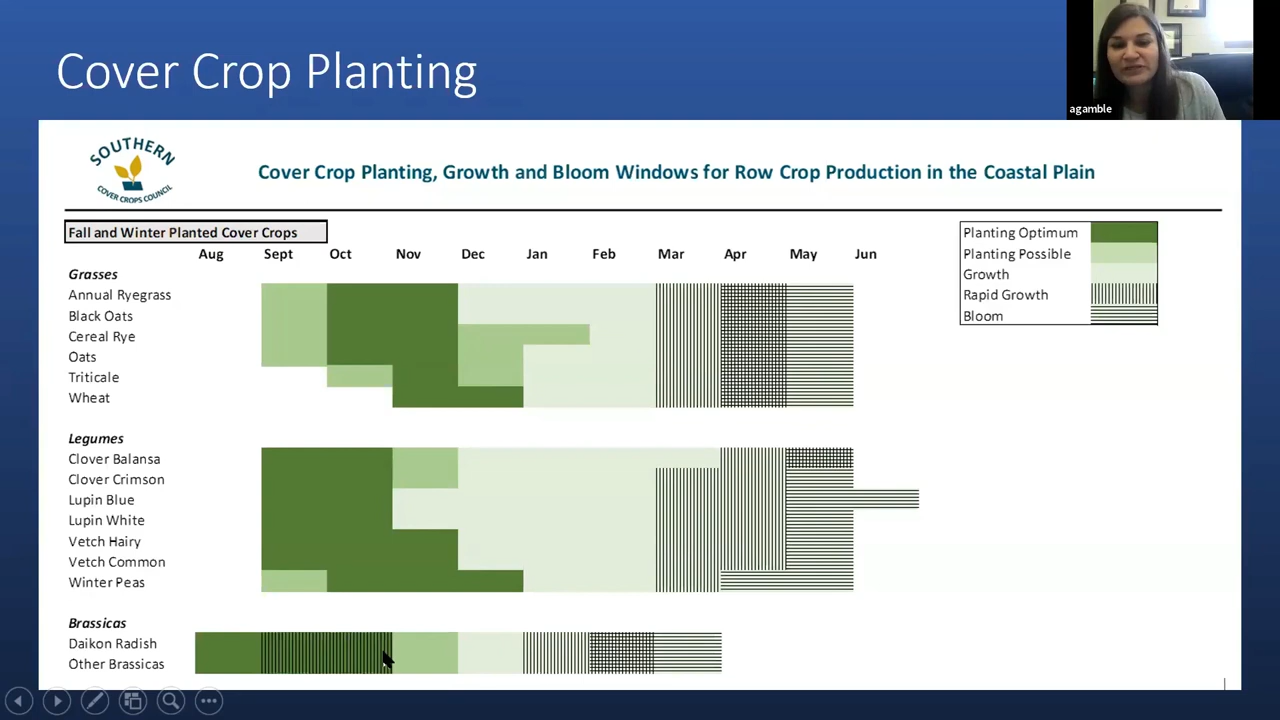 Cover Crop Planting
agamble
SOUTHERN
COVER CROPS COUNCIL
Cover Crop Planting, Growth and Bloom Windows for Row Crop Production in the Coastal Plain
Fall and Winter Planted Cover Crops
Aug Sept Oct Nov Dec Jan Feb Mar Apr May Jun
Planting Optimum
Planting Possible
Growth
Rapid Growth
Bloom
Grasses
Annual Ryegrass
Black Oats
Cereal Rye
Oats
Triticale
Wheat
Legumes
Clover Balansa
Clover Crimson
Lupin Blue
Lupin White
Vetch Hairy
Vetch Common
Winter Peas
Brassicas
Daikon Radish
Other Brassicas